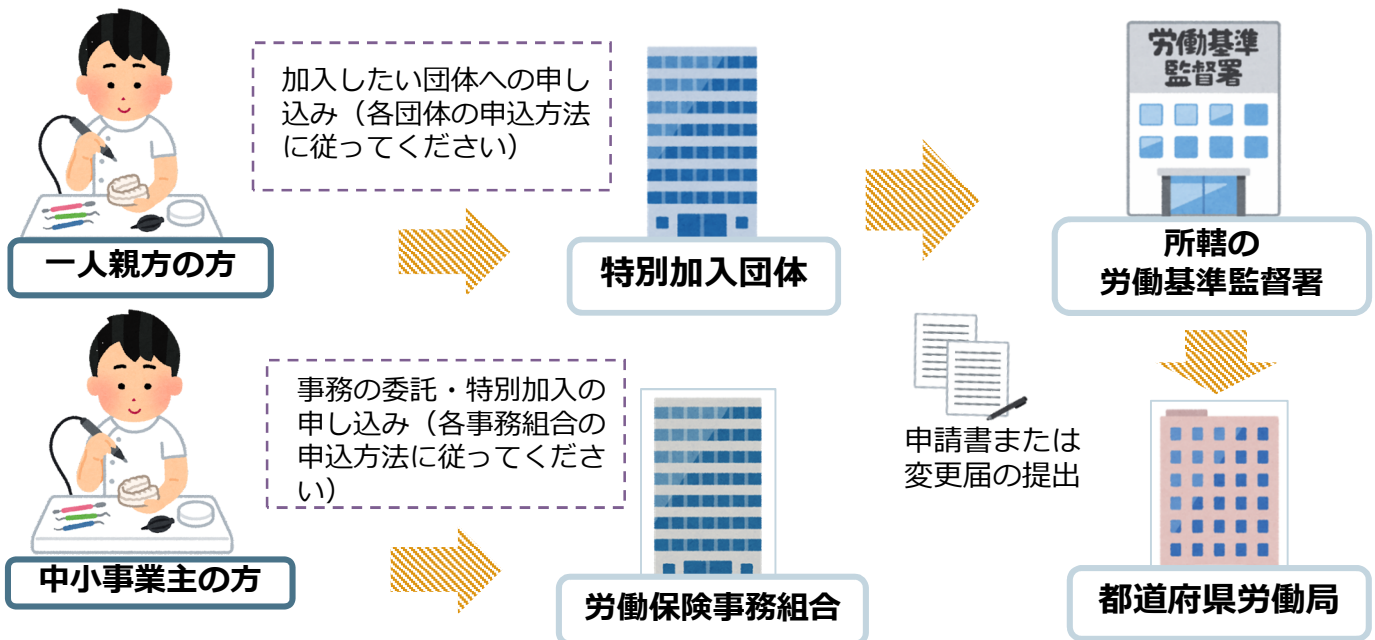 加入したい団体への申し
込み（各団体の申込方法
に従ってください）
労働基準
監督署
一人親方の方
特別加入団体
所轄の
労働基準監督署
事務の委託・特別加入の
申し込み（各事務組合の
申込方法に従ってくださ
い）
申請書または
変更届の提出
中小事業主の方
労働保険事務組合
都道府県労働局